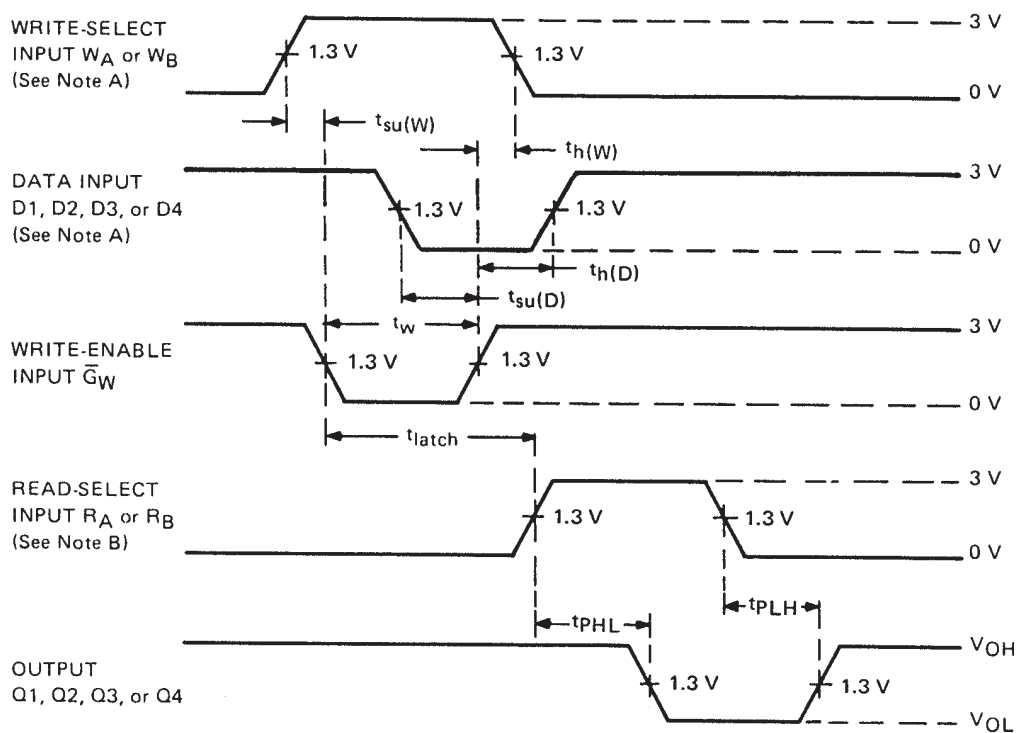 WRITE-SELECT
INPUT WA or WB
(See Note A)
3 V
1.3 V
1.3 V
0 V
tsu(W)
th(W)
DATA INPUT
D1, D2, D3, or D4
(See Note A)
3 V
1.3 V
1.3 V
0 V
th(D)
tsu(D)
tw
WRITE-ENABLE
INPUT G̅W
3 V
1.3 V
1.3 V
0 V
tlatch
READ-SELECT
INPUT RA or RB
(See Note B)
3 V
1.3 V
1.3 V
0 V
tPHL
tPLH
OUTPUT
Q1, Q2, Q3, or Q4
VOH
1.3 V
1.3 V
VOL